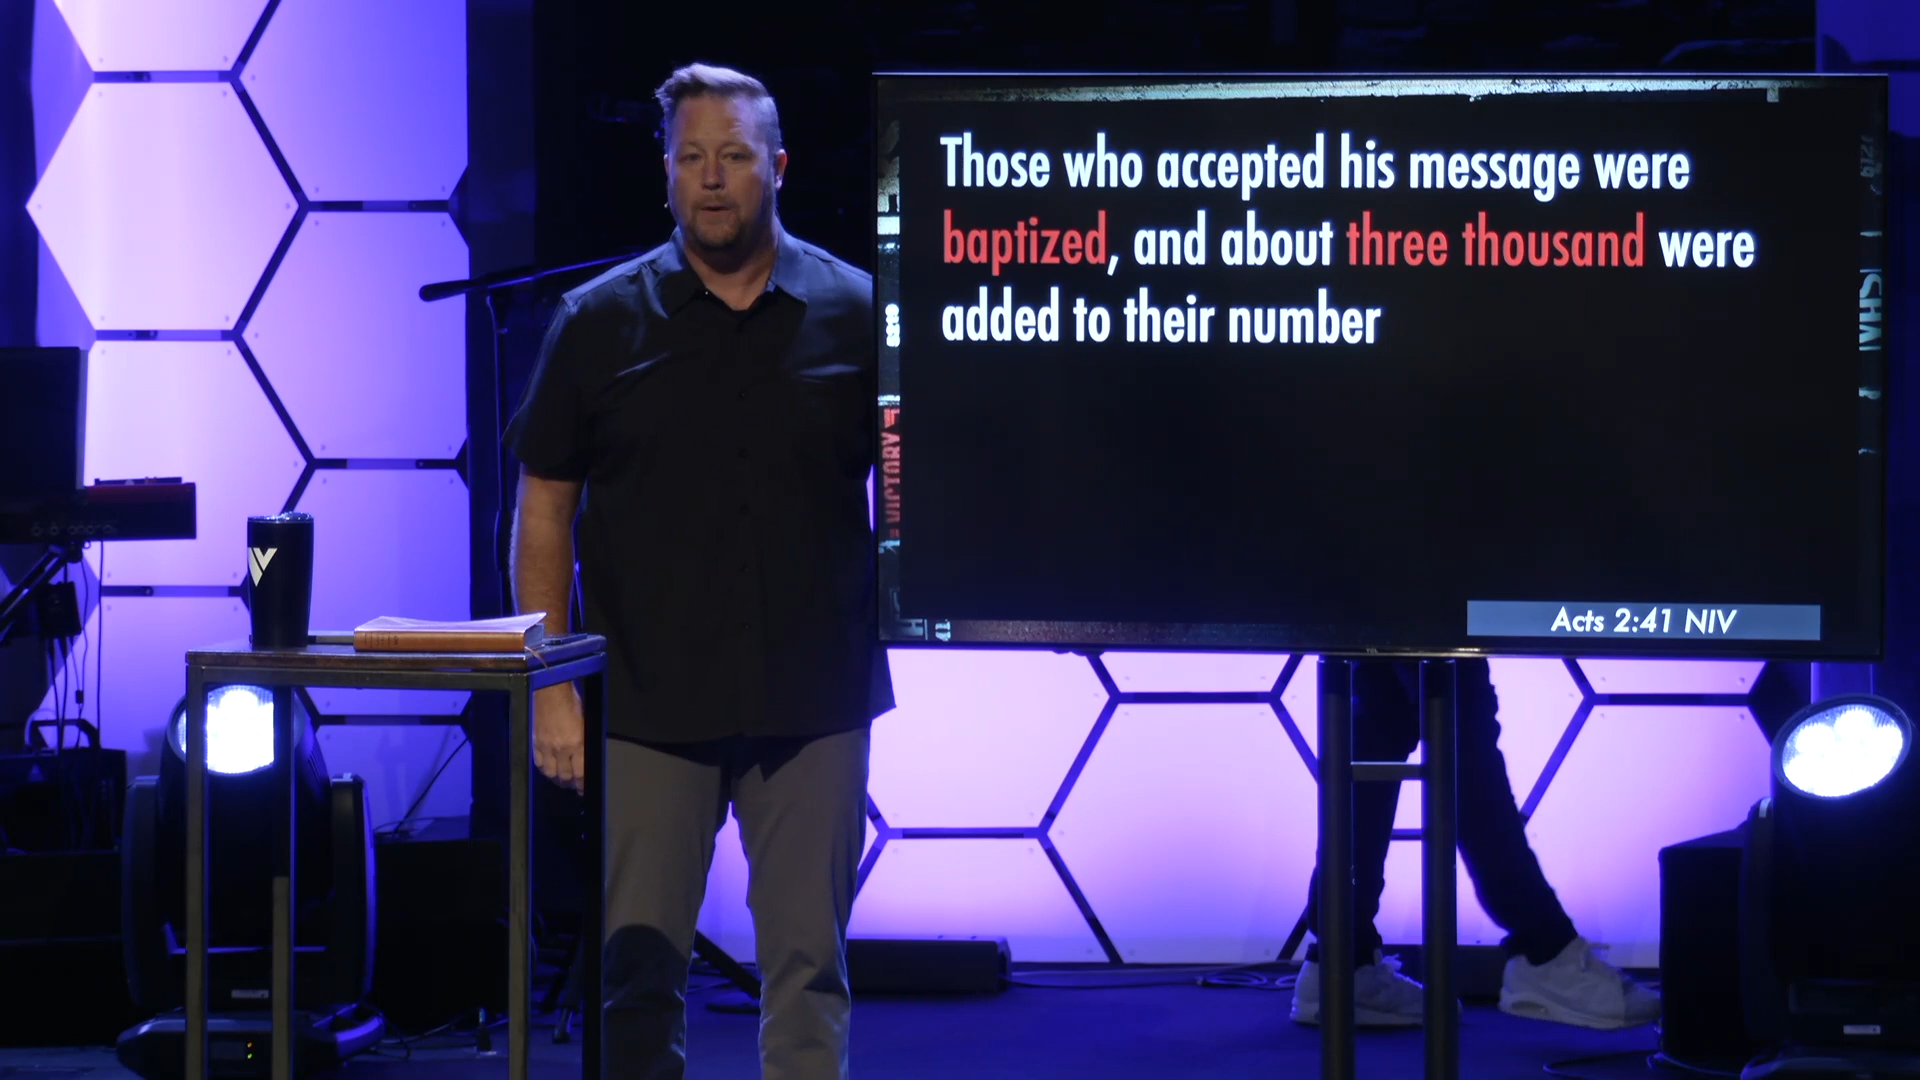 Those who accepted his message were
baptized, and about three thousand were
added to their number
VICTORY
Acts 2:41 NIV